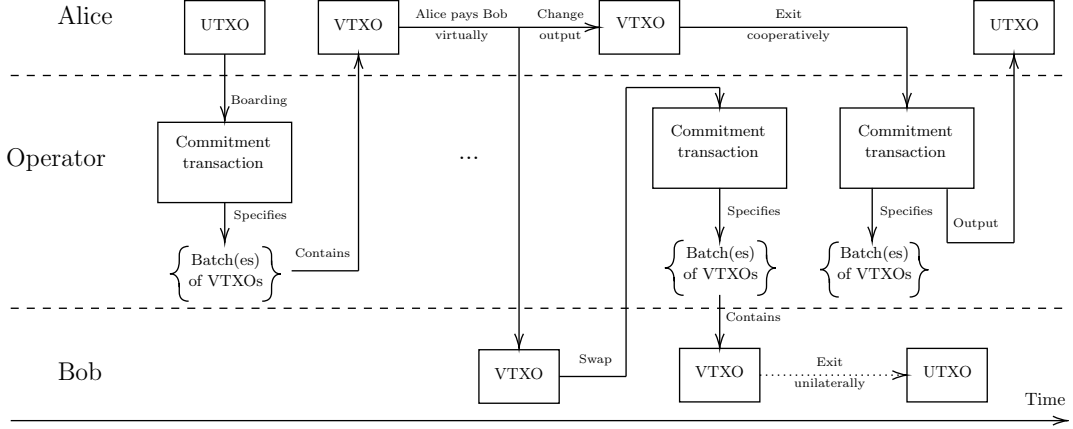 Alice
UTXO
VTXO
Alice pays Bob
virtually
Change
output
VTXO
Exit
cooperatively
UTXO
Operator
Boarding
Commitment
transaction
Specifies
Batch(es)
of VTXOs
Contains
...
Commitment
transaction
Specifies
Batch(es)
of VTXOs
Commitment
transaction
Specifies
Output
Batch(es)
of VTXOs
Contains
Bob
VTXO
Swap
VTXO
Exit
unilaterally
UTXO
Time